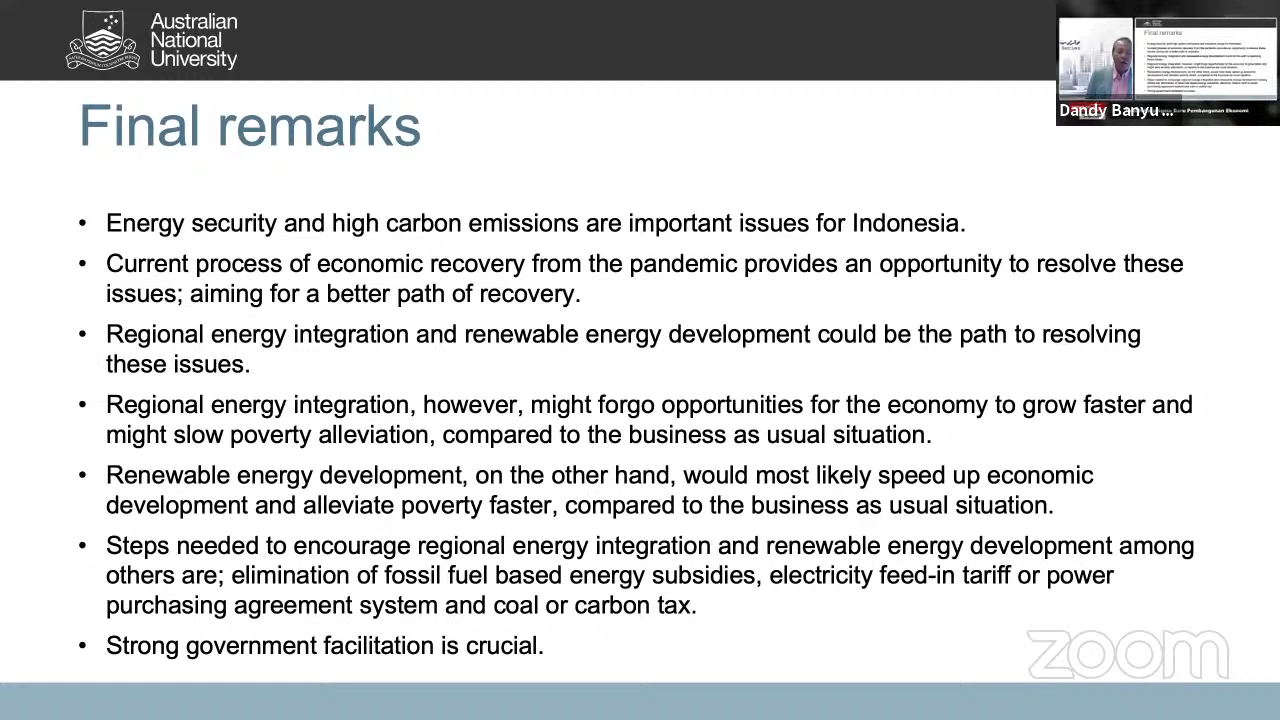 Australian
National
University
Final remarks
Dandy Banyu ...
• Energy security and high carbon emissions are important issues for Indonesia.
• Current process of economic recovery from the pandemic provides an opportunity to resolve these
issues; aiming for a better path of recovery.
• Regional energy integration and renewable energy development could be the path to resolving
these issues.
• Regional energy integration, however, might forgo opportunities for the economy to grow faster and
might slow poverty alleviation, compared to the business as usual situation.
• Renewable energy development, on the other hand, would most likely speed up economic
development and alleviate poverty faster, compared to the business as usual situation.
• Steps needed to encourage regional energy integration and renewable energy development among
others are; elimination of fossil fuel based energy subsidies, electricity feed-in tariff or power
purchasing agreement system and coal or carbon tax.
• Strong government facilitation is crucial.
zoom